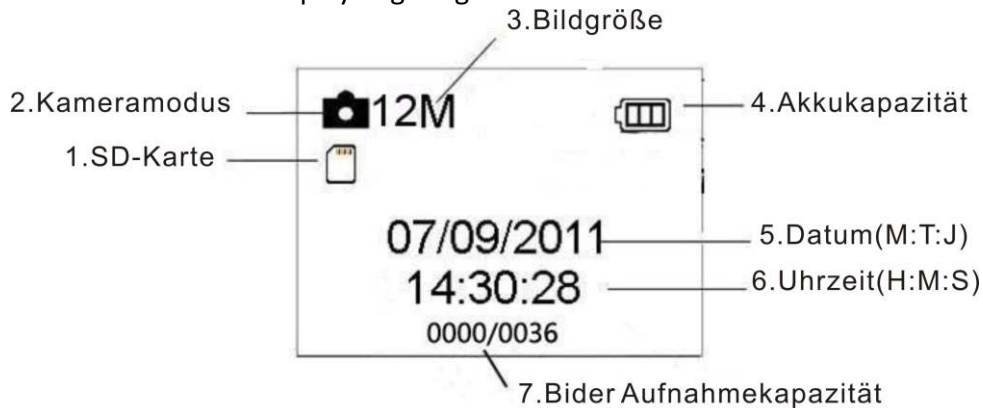 3.Bildgröße
2.Kameramodus
12M
4.Akkukapazität
1.SD-Karte
07/09/2011
5.Datum(M:T:J)
14:30:28
6.Uhrzeit(H:M:S)
0000/0036
7.Bider Aufnahmekapazität